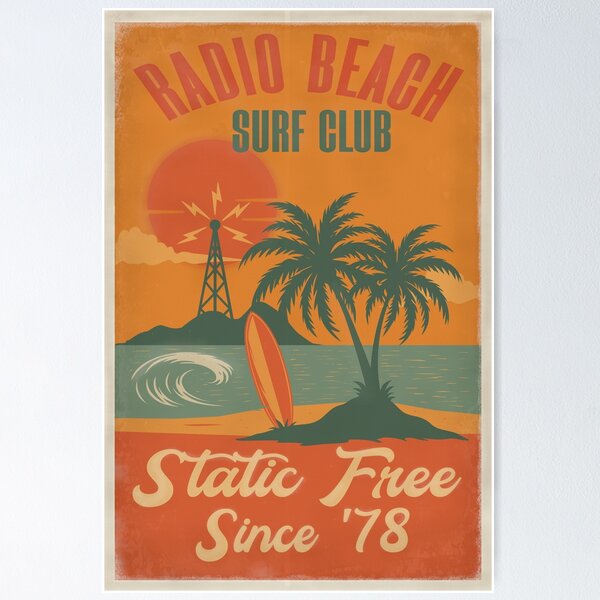 RADIO BEACH
SURF CLUB
Static Free
Since '78